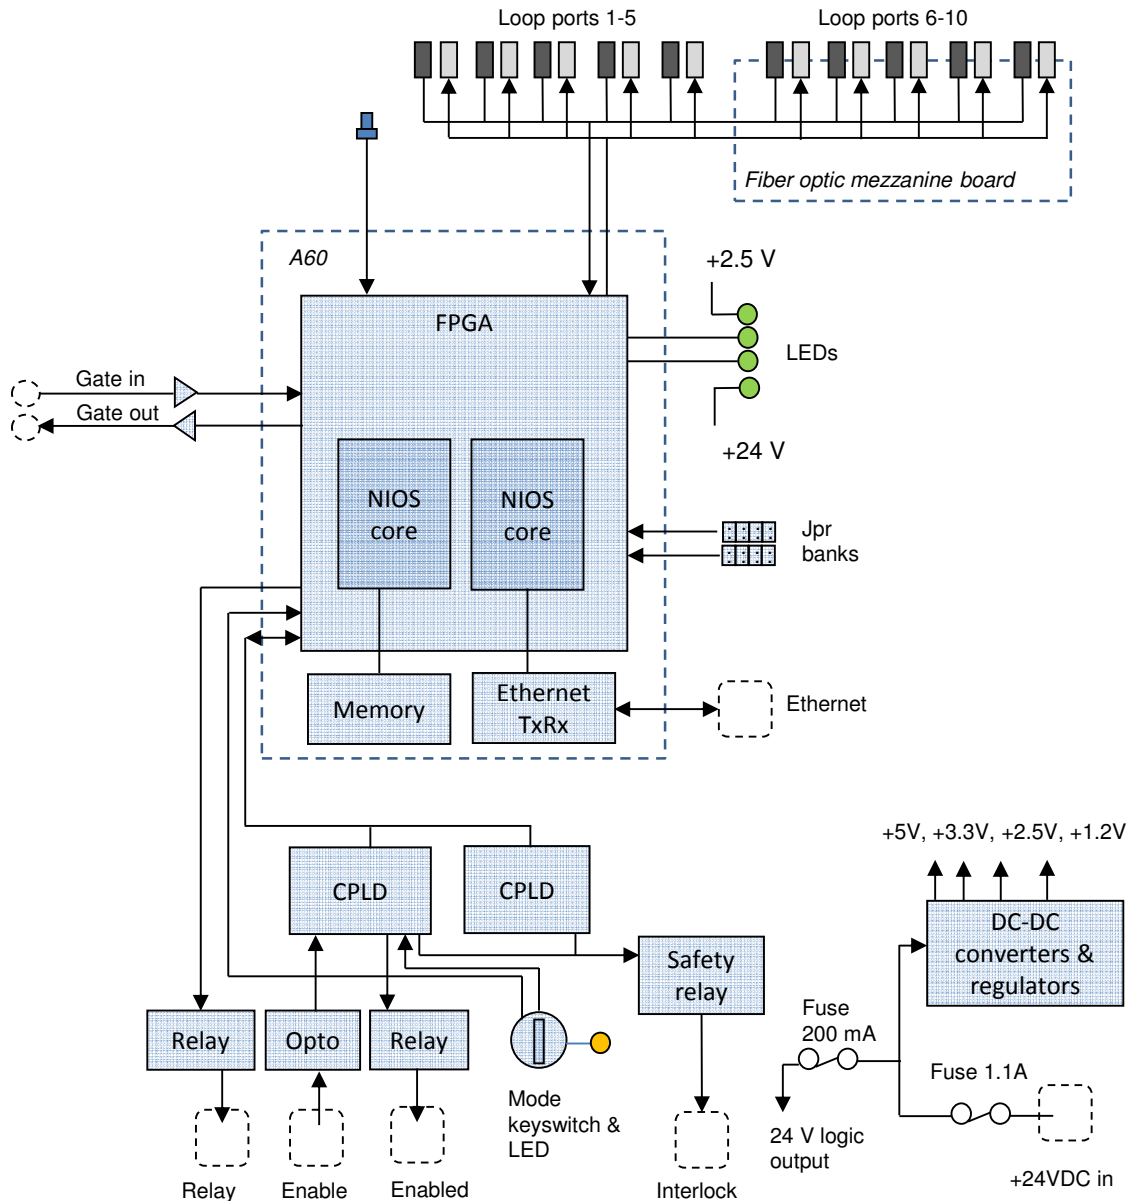 Loop ports 1-5
Loop ports 6-10
Fiber optic mezzanine board
A60
+2.5 V
FPGA
LEDs
Gate in
Gate out
+24 V
NIOS
core
NIOS
core
Jpr
banks
Memory
Ethernet
TxRx
Ethernet
+5V, +3.3V, +2.5V, +1.2V
CPLD
CPLD
DC-DC
converters &
regulators
Safety
relay
Fuse
200 mA
Relay
Opto
Relay
Fuse 1.1A
Mode
keyswitch &
LED
24 V logic
output
Relay
Enable
Enabled
Interlock
+24VDC in